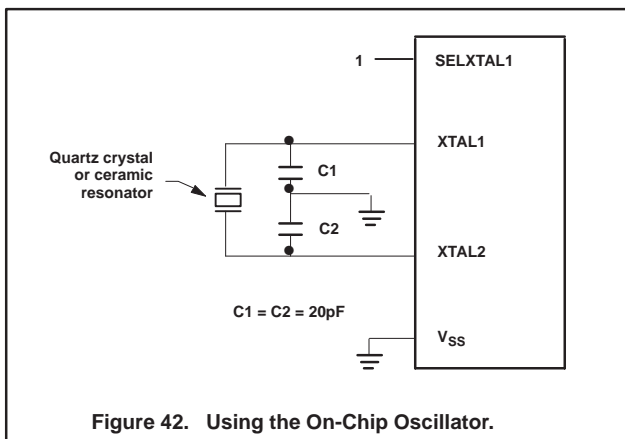 1
SELXTAL1
XTAL1
Quartz crystal
or ceramic
resonator
C1
C2
XTAL2
C1 = C2 = 20pF
VSS
Figure 42. Using the On-Chip Oscillator.